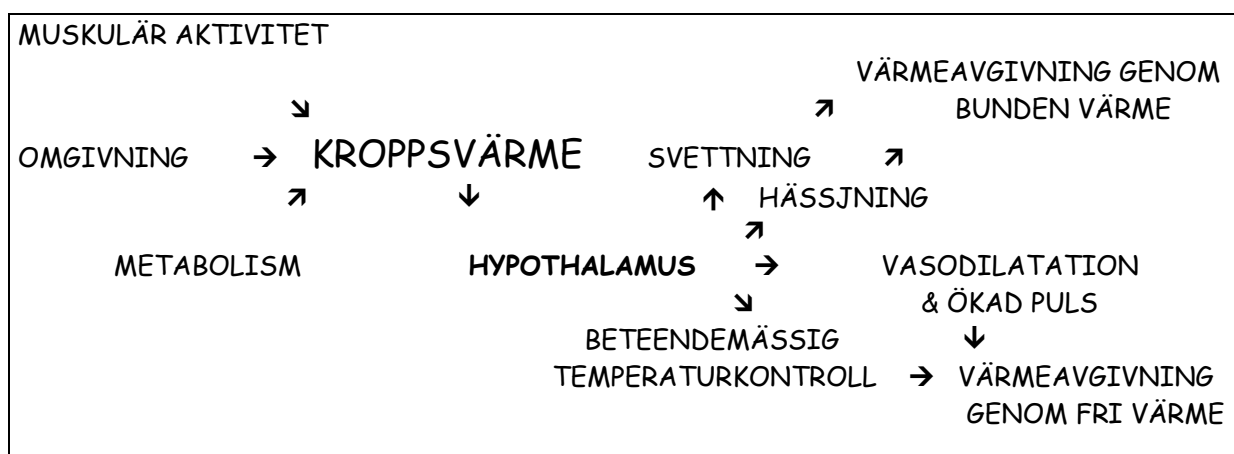 MUSKULÄR AKTIVITET
VÄRMEAVGIVNING GENOM
↘ ↗ BUNDEN VÄRME
OMGIVNING → KROPPSVÄRME SVETTNING ↗
↗ ↓ ↑ HÄSSJNING
↗
METABOLISM HYPOTHALAMUS → VASODILATATION
↘ & ÖKAD PULS
BETEENDEMÄSSIG ↓
TEMPERATURKONTROLL → VÄRMEAVGIVNING
GENOM FRI VÄRME